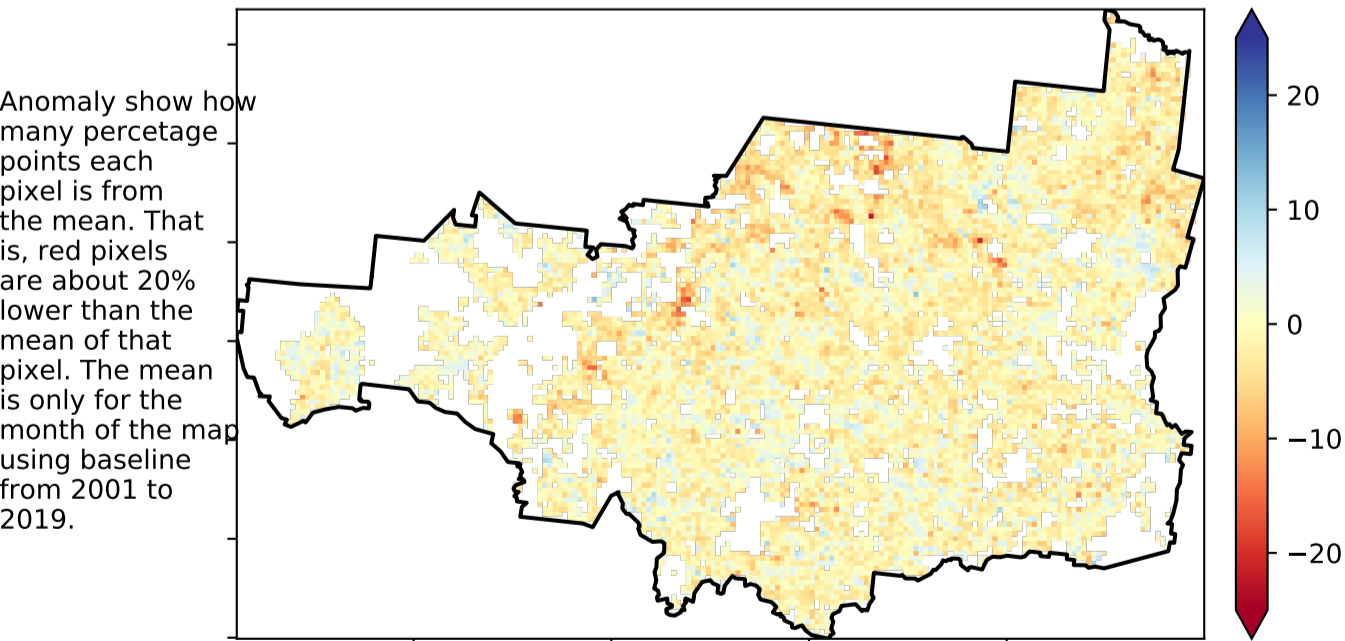 Anomaly show how
many percetage
points each
pixel is from
the mean. That
is, red pixels
are about 20%
lower than the
mean of that
pixel. The mean
is only for the
month of the map
using baseline
from 2001 to
2019.
20
10
0
−10
−20